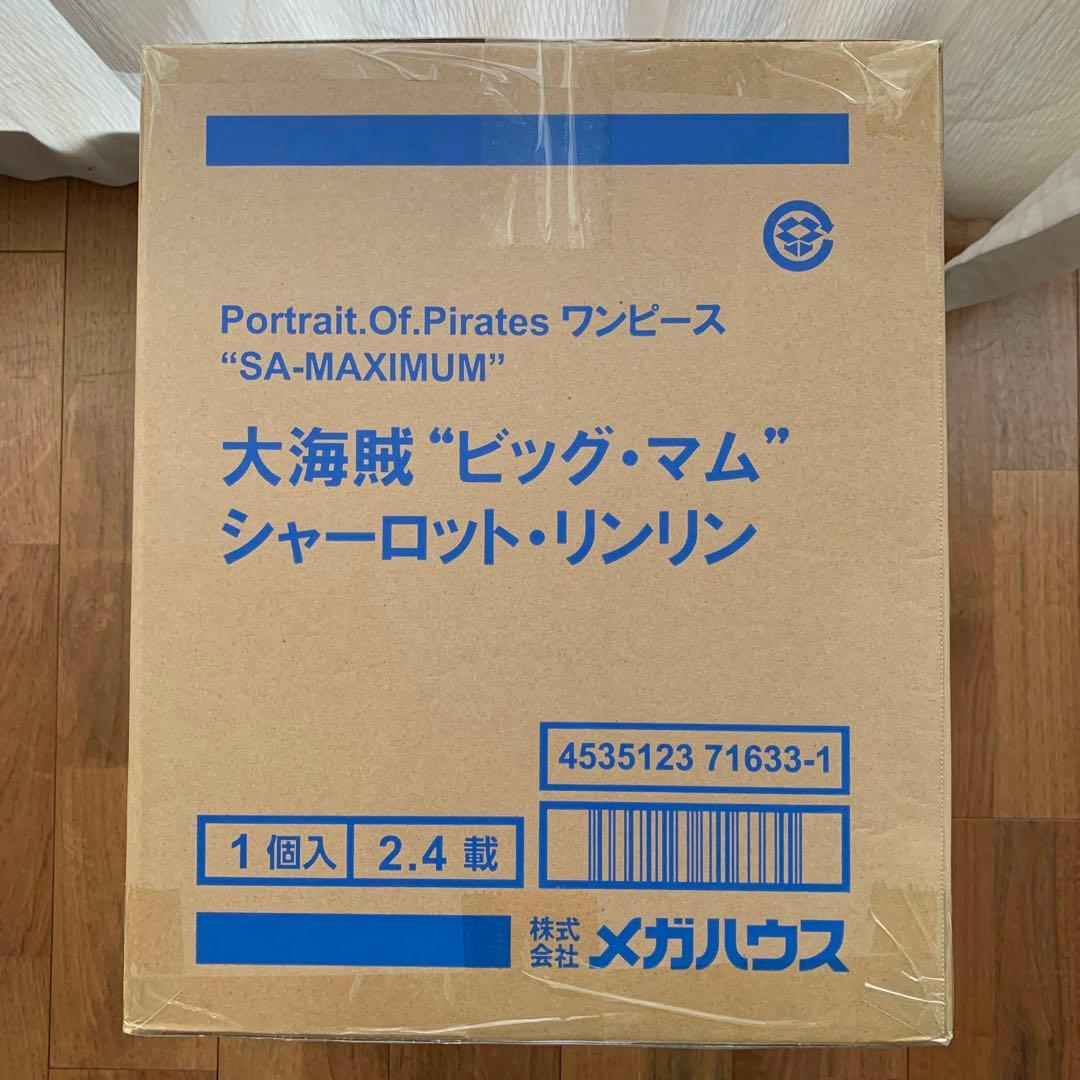 Portrait.Of.Pirates ワンピース
“SA-MAXIMUM”
大海賊“ビッグ・マム”
シャーロット・リンリン
4535123 71633-1
1個入 2.4載
株式会社 メガハウス